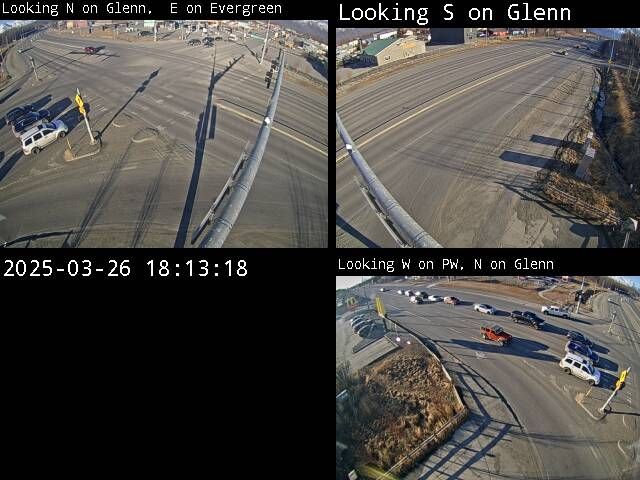 Looking N on Glenn,  E on Evergreen
Looking S on Glenn
2025-03-26 18:13:18
Looking W on PW, N on Glenn